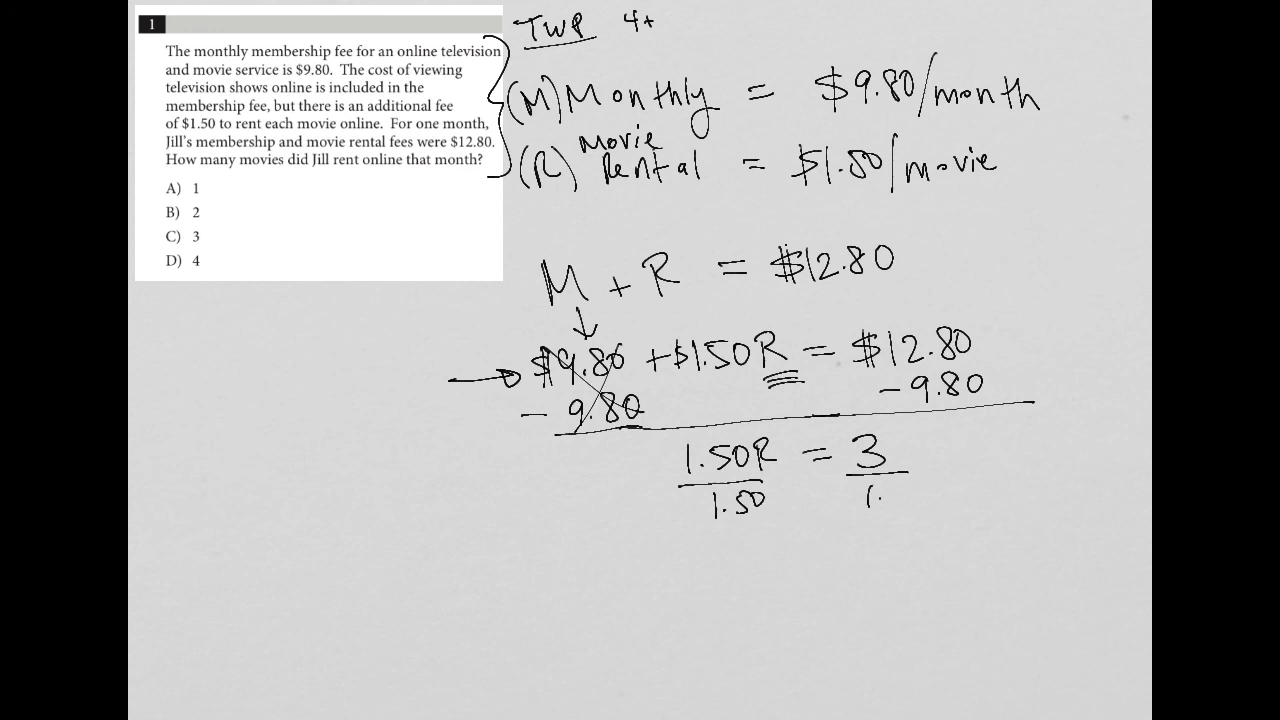 1
The monthly membership fee for an online television
and movie service is $9.80. The cost of viewing
television shows online is included in the
membership fee, but there is an additional fee
of $1.50 to rent each movie online. For one month,
Jill's membership and movie rental fees were $12.80.
How many movies did Jill rent online that month?
A) 1
B) 2
C) 3
D) 4
TWP 4+
(M) Monthly = $9.80/month
(R) Movie Rental = $1.50/movie
M + R = $12.80
$9.80 + $1.50R = $12.80
- 9.80 - 9.80
1.50R = 3
1.50 1.